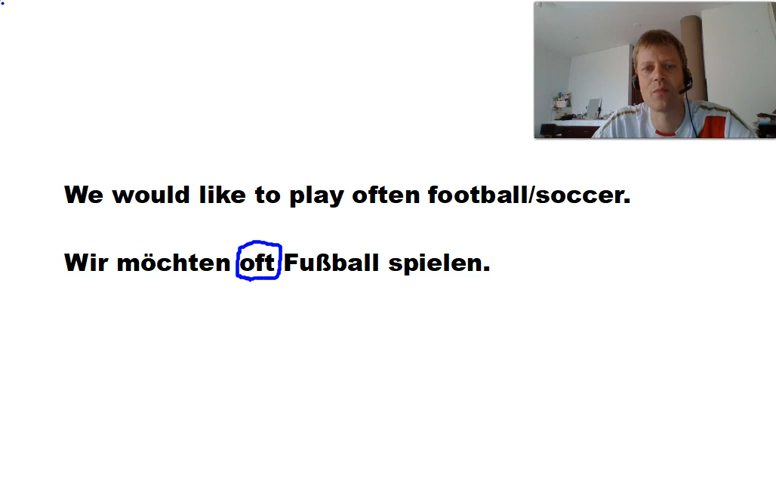 We would like to play often football/soccer.
Wir möchten oft Fußball spielen.